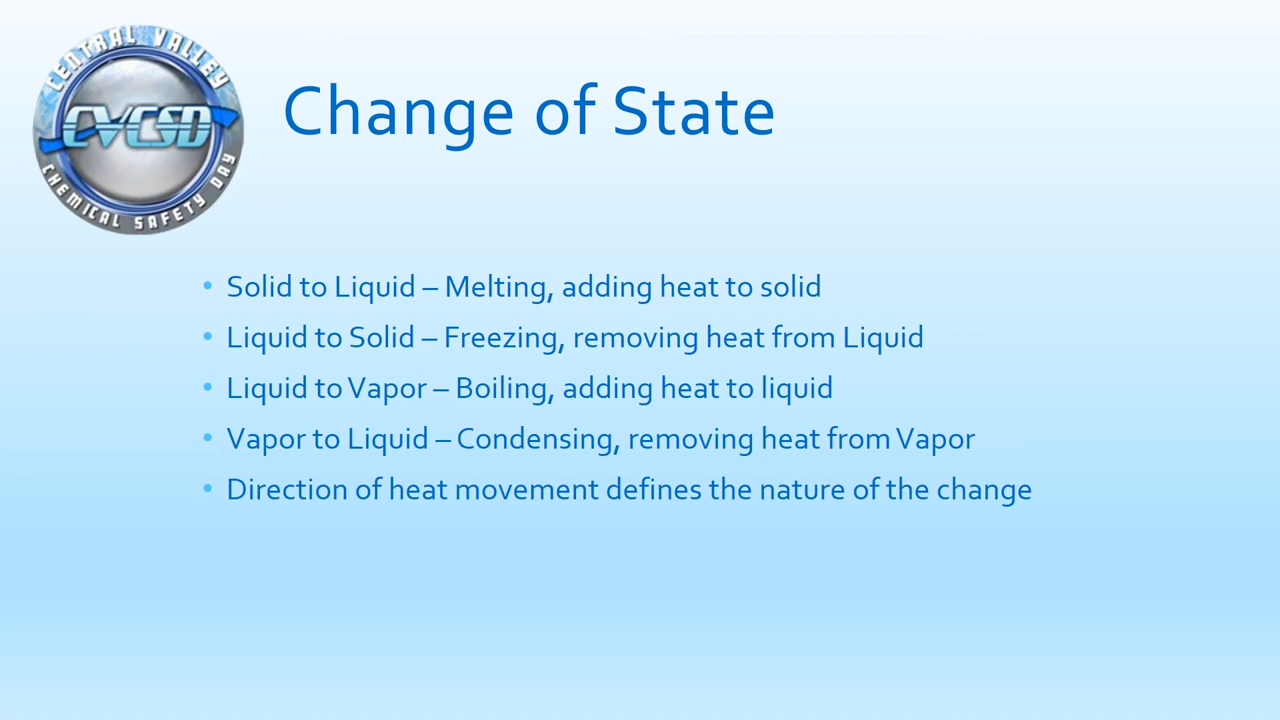 CENTRAL VALLEY
CVCSD
CHEMICAL SAFETY DAY
Change of State
• Solid to Liquid – Melting, adding heat to solid
• Liquid to Solid – Freezing, removing heat from Liquid
• Liquid to Vapor – Boiling, adding heat to liquid
• Vapor to Liquid – Condensing, removing heat from Vapor
• Direction of heat movement defines the nature of the change